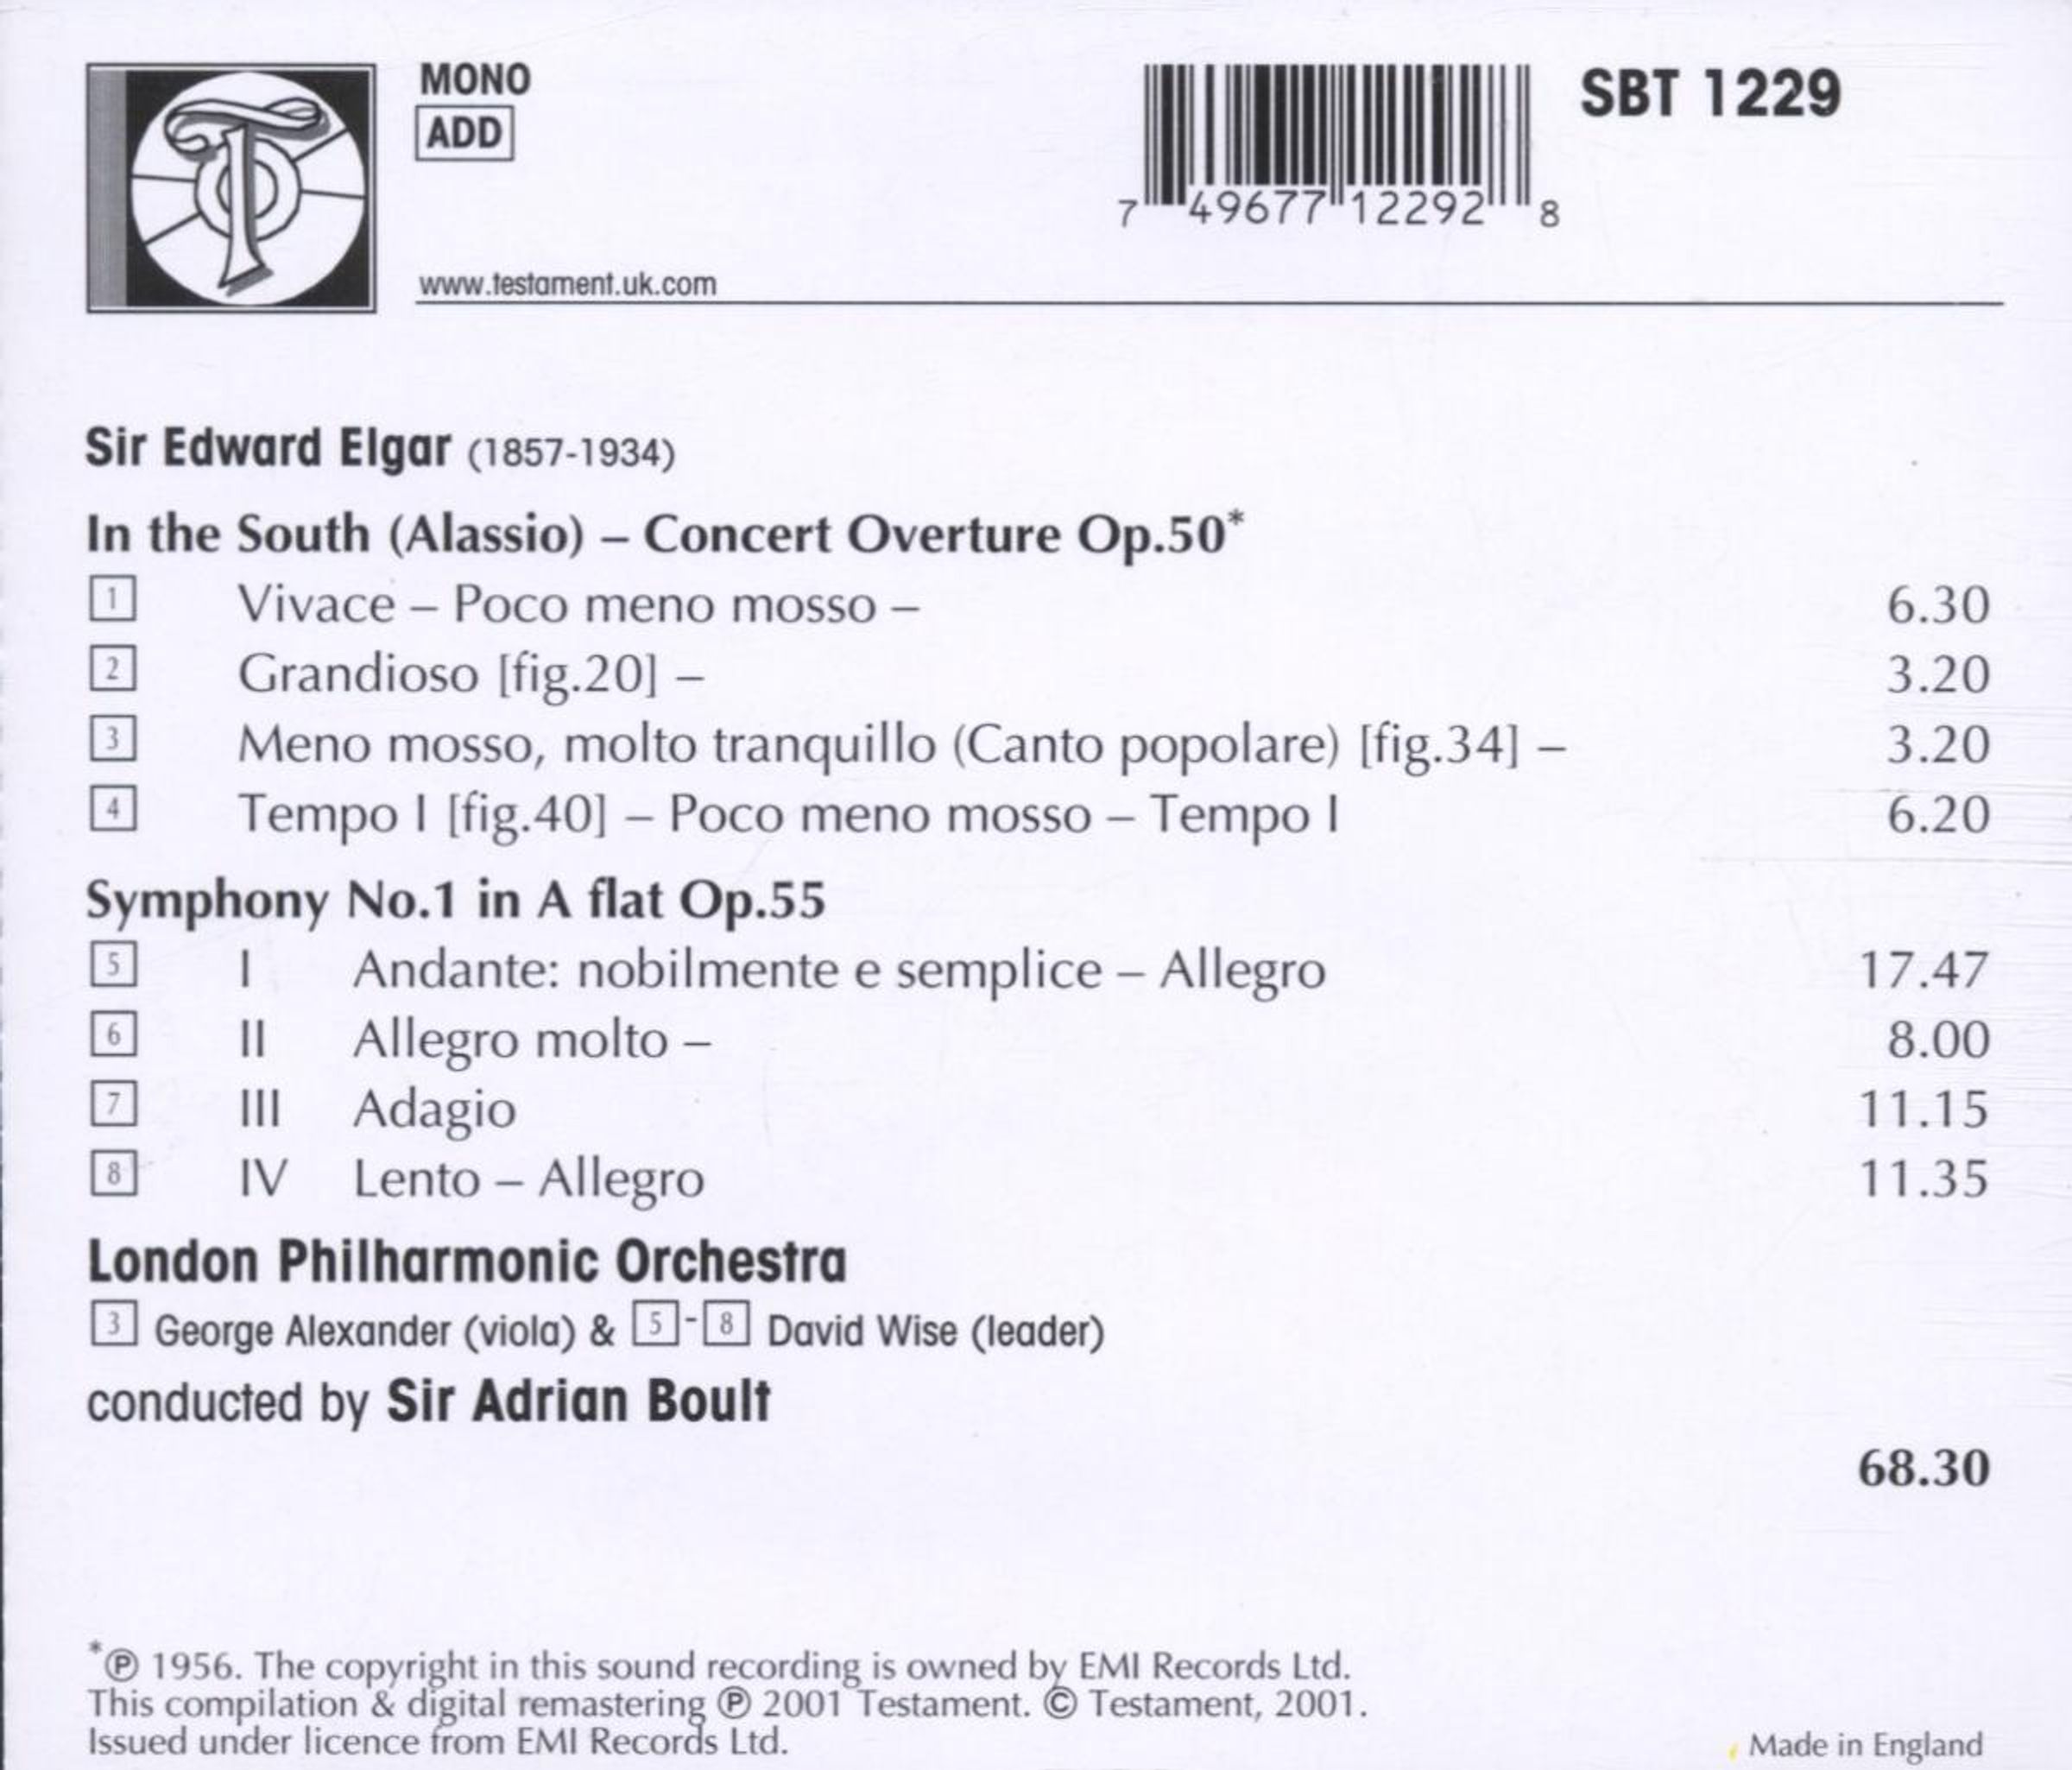 MONO
ADD
SBT 1229
7 49677 12292 8
www.testament.uk.com
Sir Edward Elgar (1857-1934)
In the South (Alassio) – Concert Overture Op.50*
1 Vivace – Poco meno mosso – 6.30
2 Grandioso [fig.20] – 3.20
3 Meno mosso, molto tranquillo (Canto popolare) [fig.34] – 3.20
4 Tempo I [fig.40] – Poco meno mosso – Tempo I 6.20
Symphony No.1 in A flat Op.55
5 I Andante: nobilmente e semplice – Allegro 17.47
6 II Allegro molto – 8.00
7 III Adagio 11.15
8 IV Lento – Allegro 11.35
London Philharmonic Orchestra
3 George Alexander (viola) & 5-8 David Wise (leader)
conducted by Sir Adrian Boult
68.30
*℗ 1956. The copyright in this sound recording is owned by EMI Records Ltd.
This compilation & digital remastering ℗ 2001 Testament. © Testament, 2001.
Issued under licence from EMI Records Ltd.
Made in England